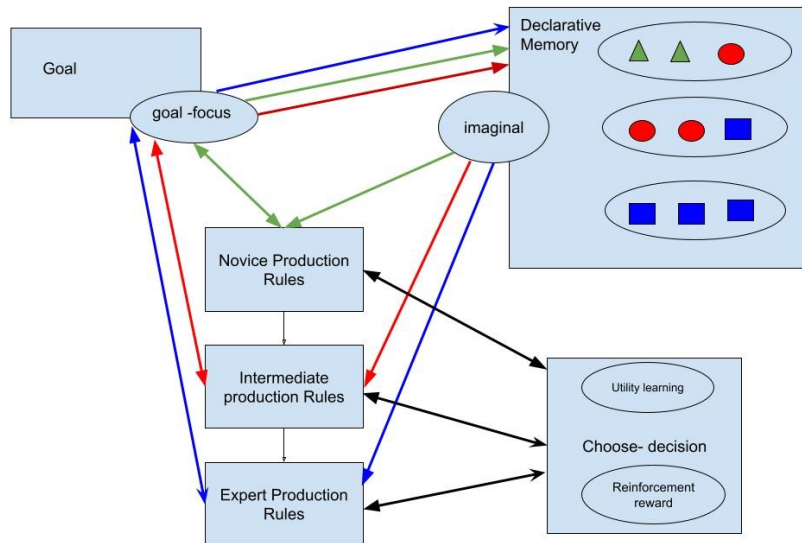 Goal
goal -focus
Declarative
Memory
imaginal
Novice Production
Rules
Intermediate
production Rules
Expert Production
Rules
Utility learning
Choose- decision
Reinforcement
reward